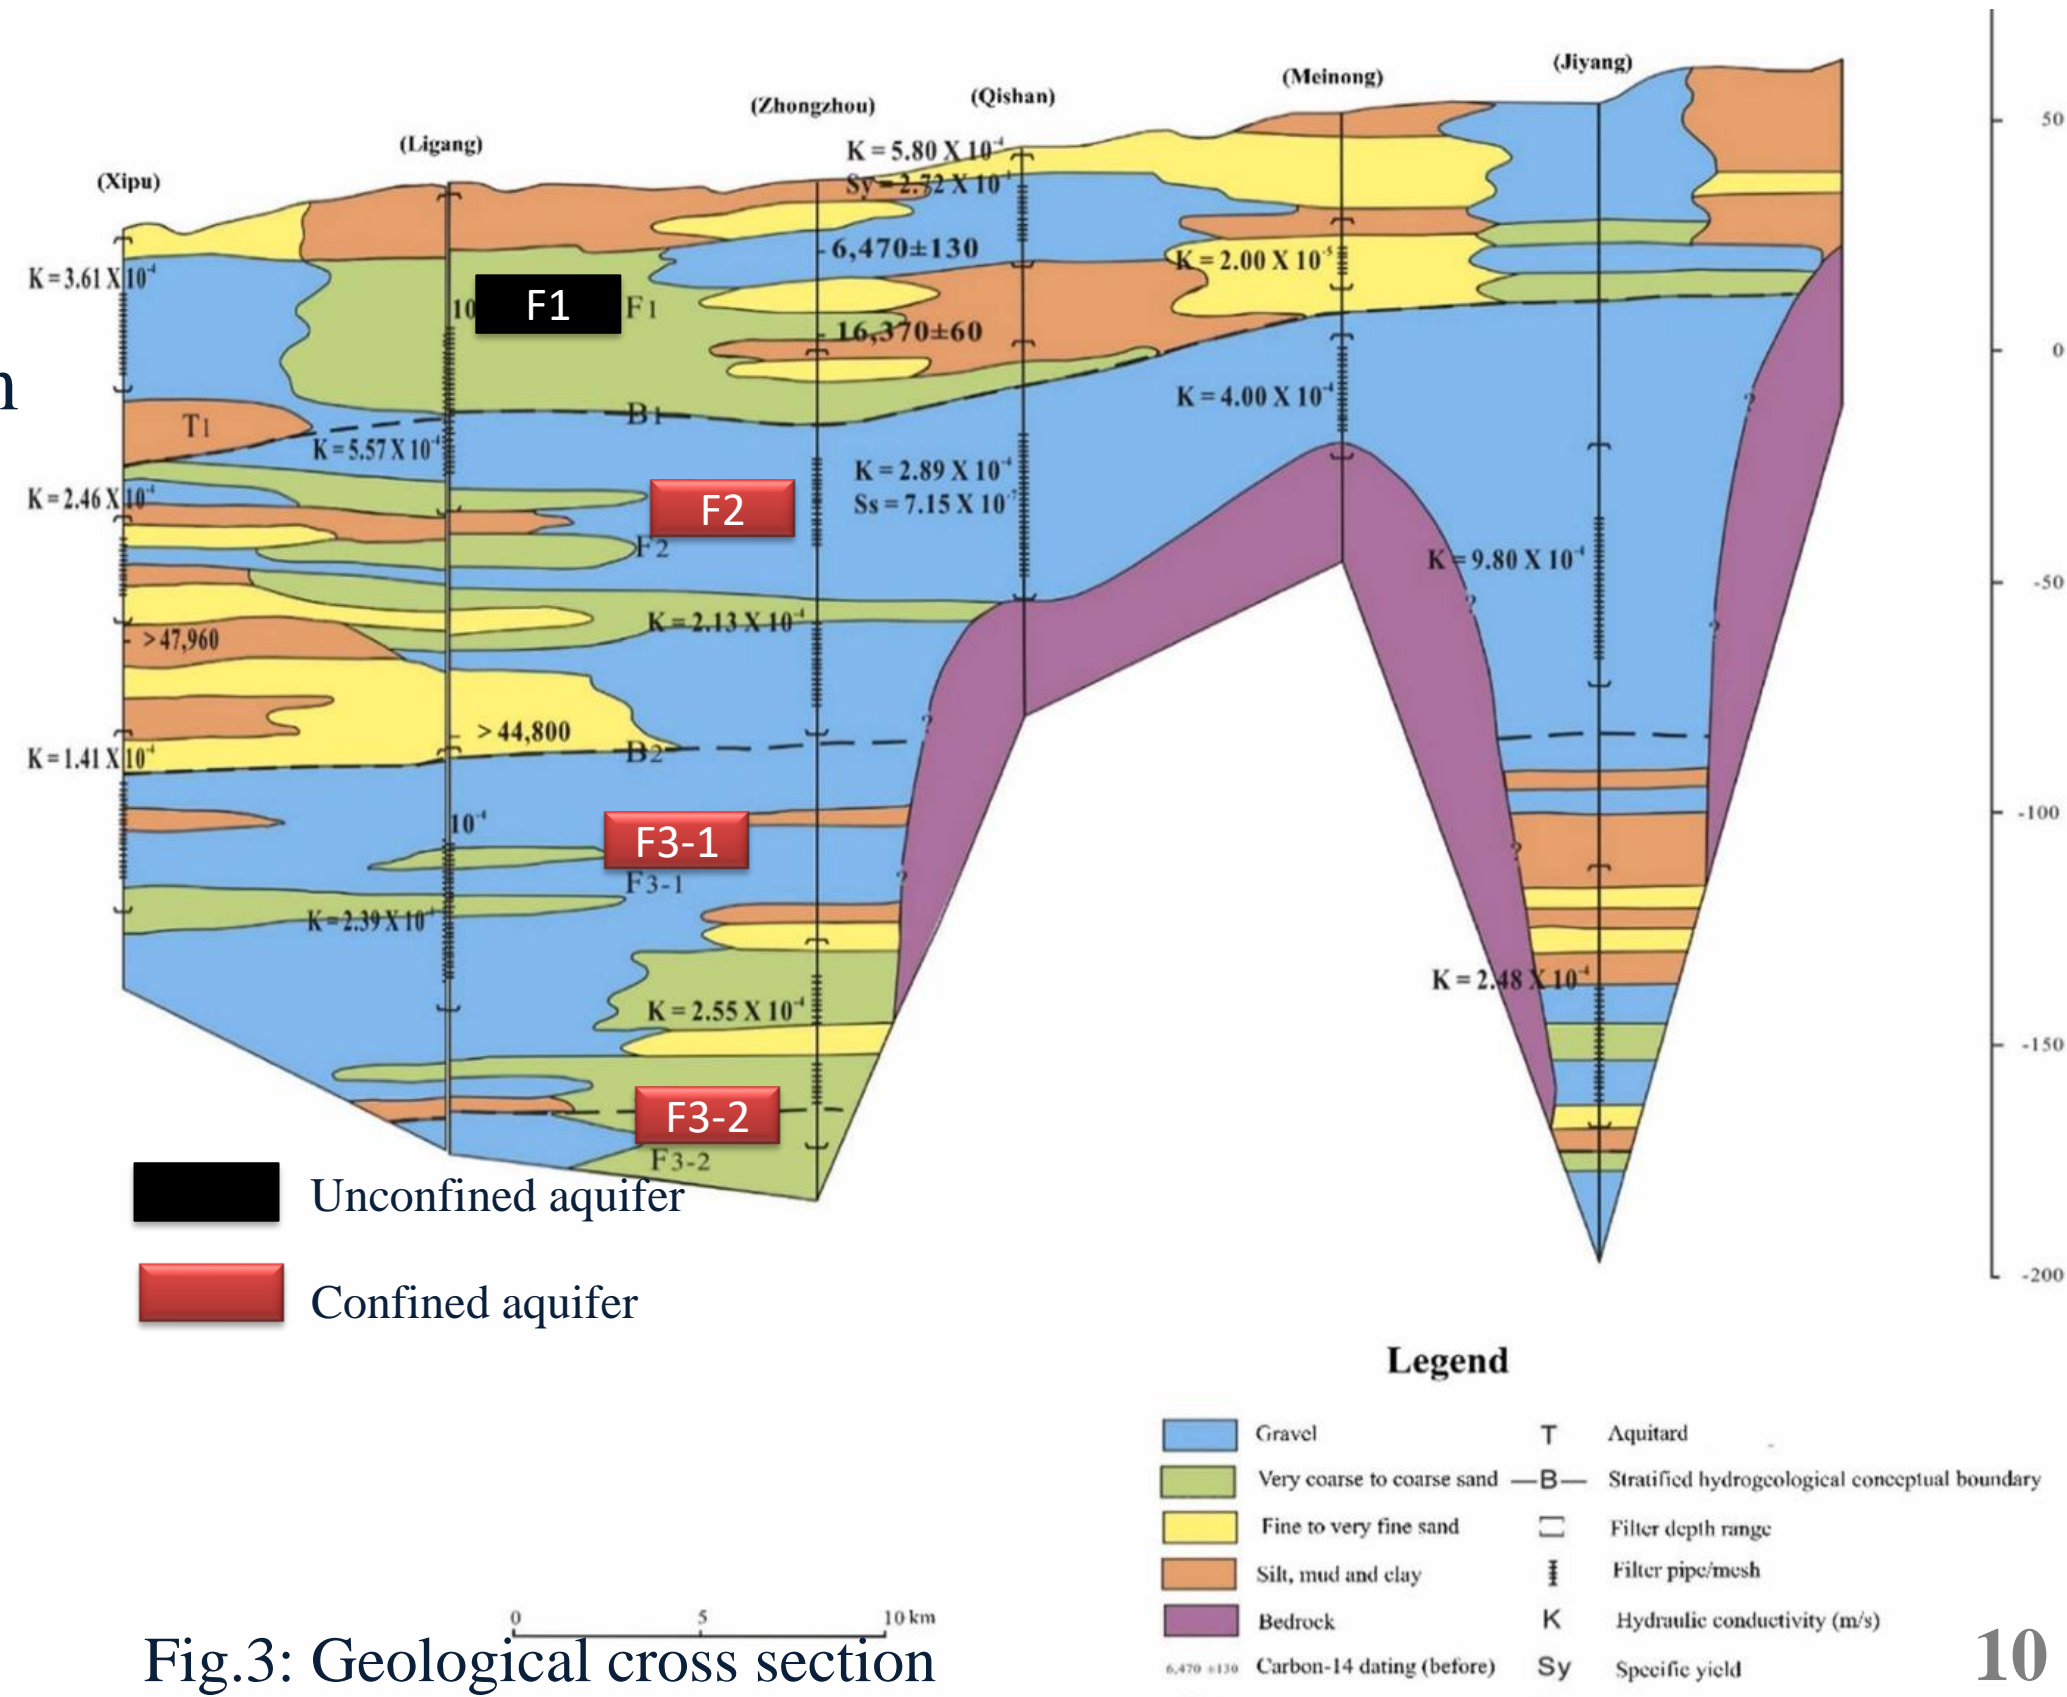 (Jiyang)
(Meinong)
(Qishan)
(Zhongzhou)
(Ligang)
(Xipu)
50
0
-50
-100
-150
-200
n
K = 5.80 X 10⁻⁴
Sy = 2.72 X 10⁻¹
6,470±130
K = 2.00 X 10⁻⁵
K = 3.61 X 10⁻⁴
10
F1
F1
16,370±60
K = 4.00 X 10⁻⁴
B1
T1
K = 5.57 X 10⁻⁴
K = 2.89 X 10⁻⁴
Ss = 7.15 X 10⁻⁷
K = 2.46 X 10⁻⁴
F2
F2
K = 9.80 X 10⁻⁴
K = 2.13 X 10⁻⁴
> 47,960
> 44,800
B2
K = 1.41 X 10⁻⁴
10⁻⁴
F3-1
F3-1
K = 2.39 X 10⁻⁴
K = 2.55 X 10⁻⁴
K = 2.48 X 10⁻⁴
F3-2
F3-2
? ? ? ? ? ?
Unconfined aquifer
Confined aquifer
Legend
Gravel T Aquitard
Very coarse to coarse sand —B— Stratified hydrogeological conceptual boundary
Fine to very fine sand Filter depth range
Silt, mud and clay Filter pipe/mesh
Bedrock K Hydraulic conductivity (m/s)
6,470 ±130 Carbon-14 dating (before) Sy Specific yield
0 5 10 km
Fig.3: Geological cross section
10